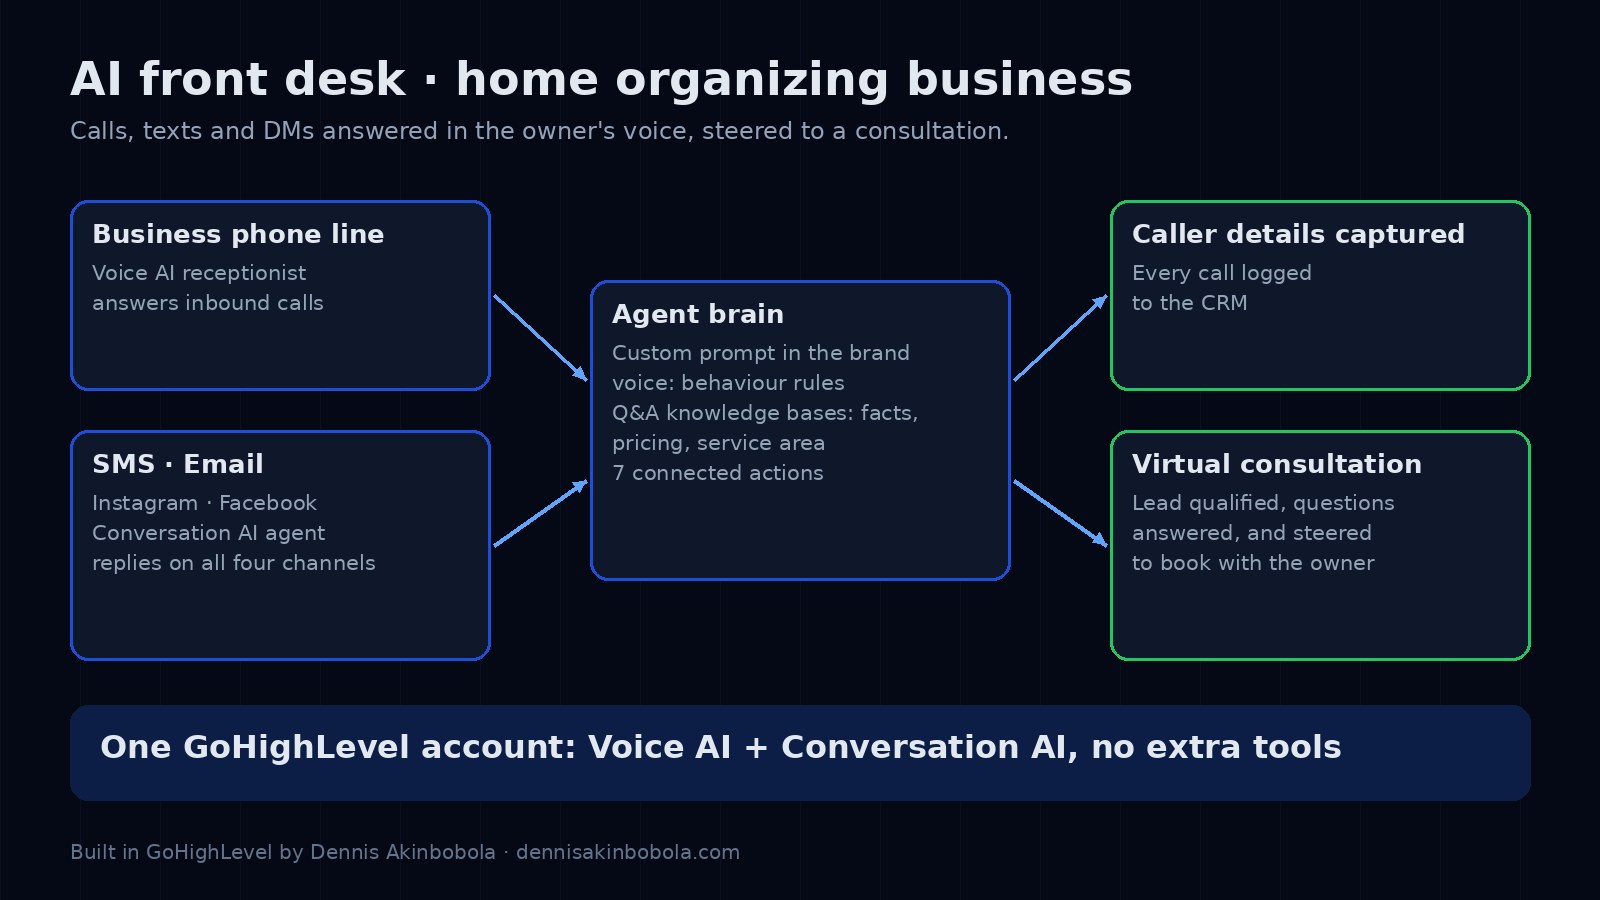 AI front desk · home organizing business
Calls, texts and DMs answered in the owner's voice, steered to a consultation.
Business phone line
Voice AI receptionist
answers inbound calls
SMS · Email
Instagram · Facebook
Conversation AI agent
replies on all four channels
Agent brain
Custom prompt in the brand
voice: behaviour rules
Q&A knowledge bases: facts,
pricing, service area
7 connected actions
Caller details captured
Every call logged
to the CRM
Virtual consultation
Lead qualified, questions
answered, and steered
to book with the owner
One GoHighLevel account: Voice AI + Conversation AI, no extra tools
Built in GoHighLevel by Dennis Akinbobola · dennisakinbobola.com